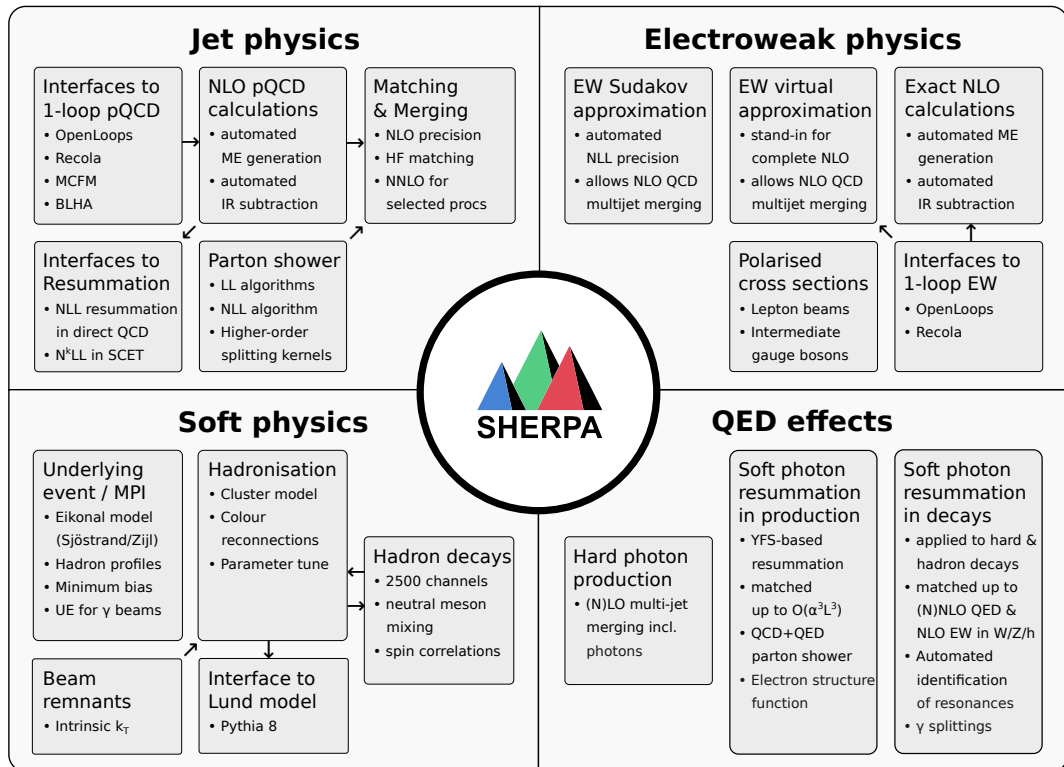 Jet physics
Interfaces to
1-loop pQCD
• OpenLoops
• Recola
• MCFM
• BLHA
NLO pQCD
calculations
• automated
ME generation
• automated
IR subtraction
Matching
& Merging
• NLO precision
• HF matching
• NNLO for
selected procs
Interfaces to
Resummation
• NLL resummation
in direct QCD
• NᵏLL in SCET
Parton shower
• LL algorithms
• NLL algorithm
• Higher-order
splitting kernels
Electroweak physics
EW Sudakov
approximation
• automated
NLL precision
• allows NLO QCD
multijet merging
EW virtual
approximation
• stand-in for
complete NLO
• allows NLO QCD
multijet merging
Exact NLO
calculations
• automated ME
generation
• automated
IR subtraction
Polarised
cross sections
• Lepton beams
• Intermediate
gauge bosons
Interfaces to
1-loop EW
• OpenLoops
• Recola
SHERPA
Soft physics
Underlying
event / MPI
• Eikonal model
(Sjöstrand/Zijl)
• Hadron profiles
• Minimum bias
• UE for γ beams
Hadronisation
• Cluster model
• Colour
reconnections
• Parameter tune
Hadron decays
• 2500 channels
• neutral meson
mixing
• spin correlations
Beam
remnants
• Intrinsic k_T
Interface to
Lund model
• Pythia 8
QED effects
Hard photon
production
• (N)LO multi-jet
merging incl.
photons
Soft photon
resummation
in production
• YFS-based
resummation
• matched
up to O(α³L³)
• QCD+QED
parton shower
• Electron structure
function
Soft photon
resummation
in decays
• applied to hard &
hadron decays
• matched up to
(N)NLO QED &
NLO EW in W/Z/h
• Automated
identification
of resonances
• γ splittings